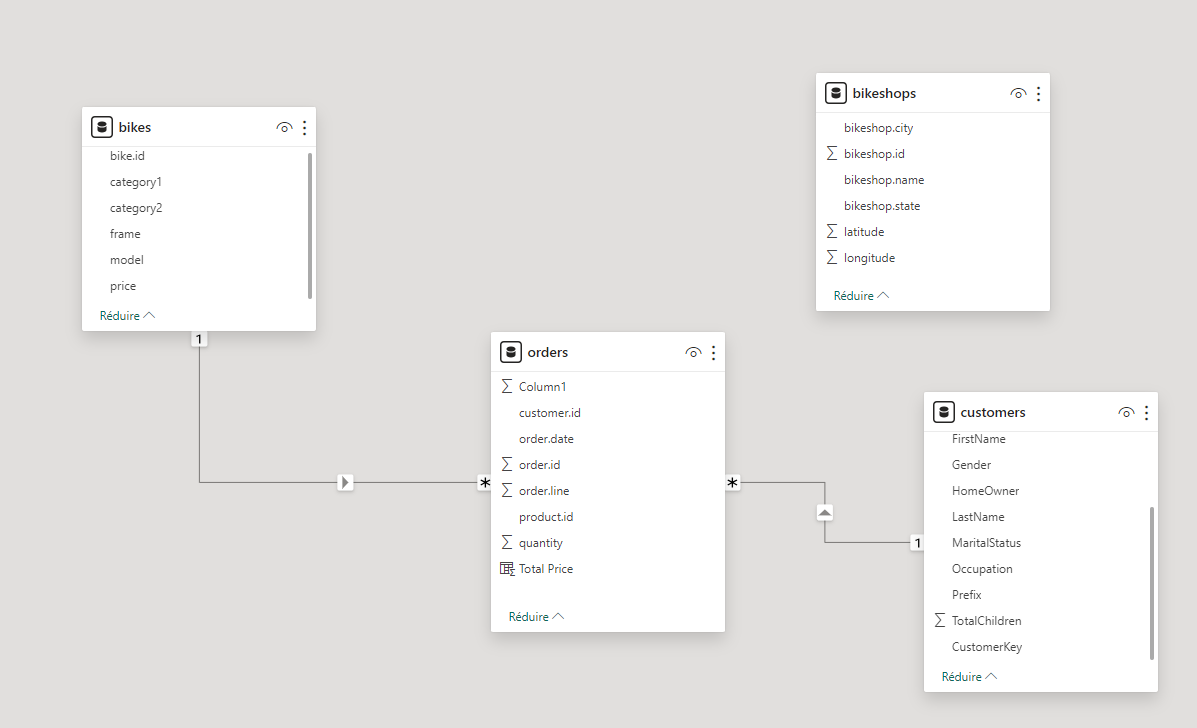 bikes
bike.id
category1
category2
frame
model
price
Réduire
1
bikeshops
bikeshop.city
Σ bikeshop.id
bikeshop.name
bikeshop.state
Σ latitude
Σ longitude
Réduire
orders
Σ Column1
customer.id
order.date
Σ order.id
Σ order.line
product.id
Σ quantity
Total Price
Réduire
*
*
1
customers
FirstName
Gender
HomeOwner
LastName
MaritalStatus
Occupation
Prefix
Σ TotalChildren
CustomerKey
Réduire